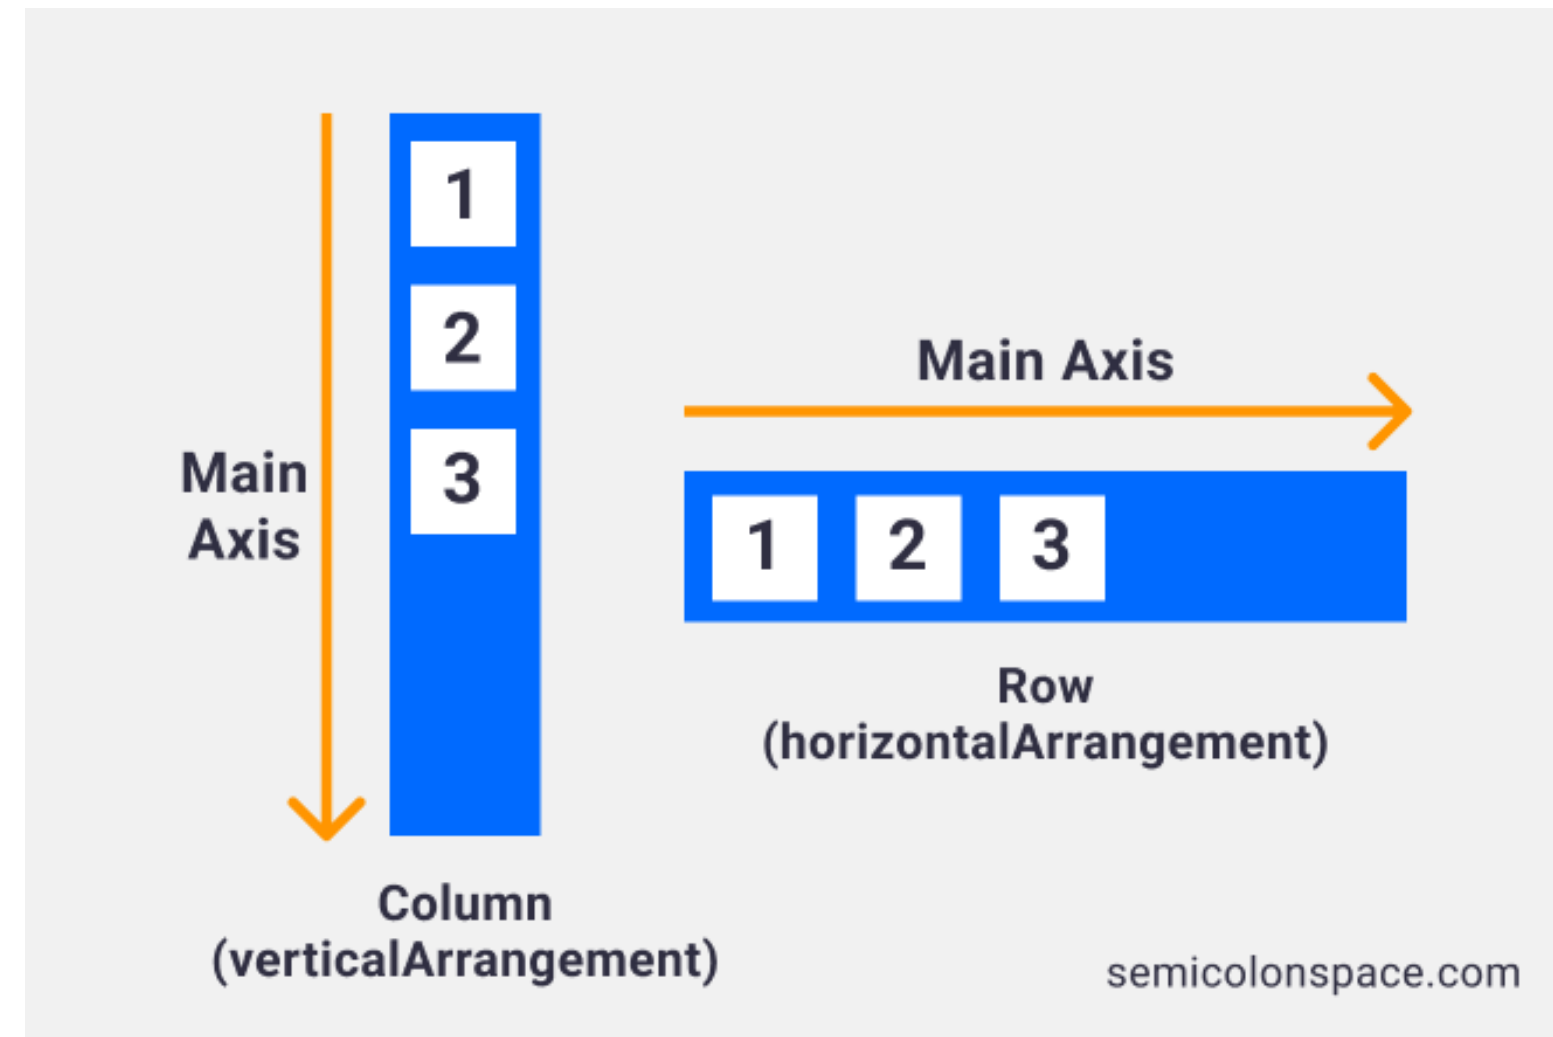 1
2
3
Main
Axis
Column
(verticalArrangement)
Main Axis
1 2 3
Row
(horizontalArrangement)
semicolonspace.com